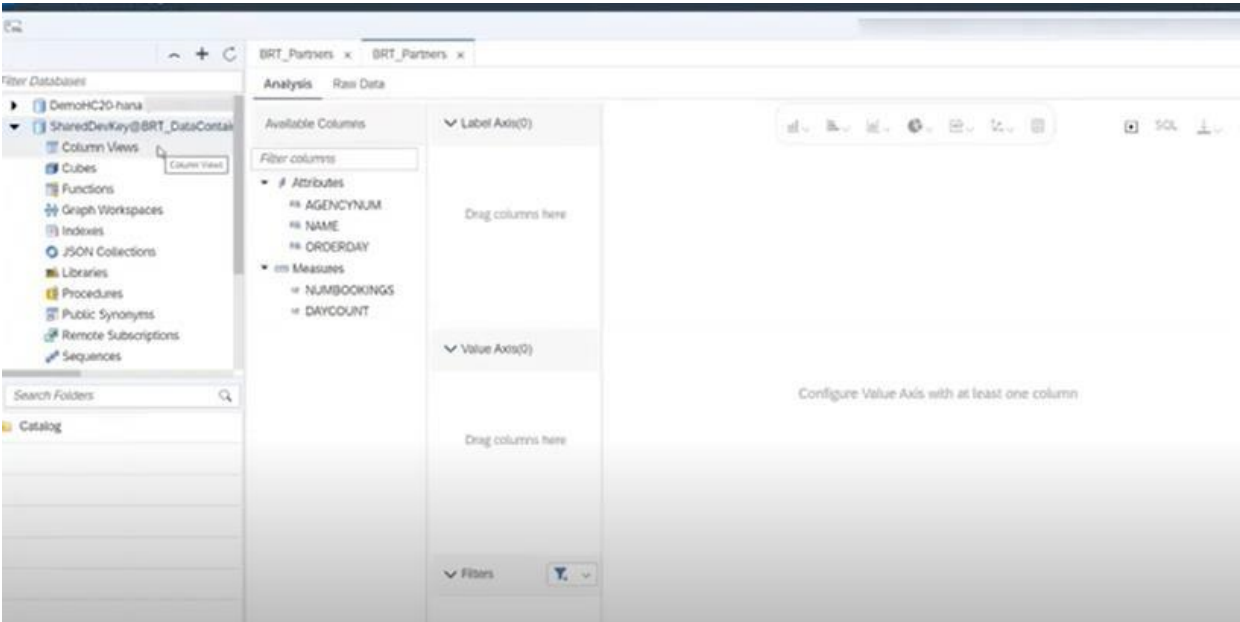 BRT_Partners ×
BRT_Partners ×
Filter Databases
DemoHC20-hana
SharedDevKey@BRT_DataContai
Column Views
Column Views
Cubes
Functions
Graph Workspaces
Indexes
JSON Collections
Libraries
Procedures
Public Synonyms
Remote Subscriptions
Sequences
Search Folders
Catalog
Analysis
Raw Data
Available Columns
Filter columns
Attributes
AGENCYNUM
NAME
ORDERDAY
Measures
NUMBOOKINGS
DAYCOUNT
Label Axis(0)
Drag columns here
Value Axis(0)
Drag columns here
Filters
SQL
Configure Value Axis with at least one column